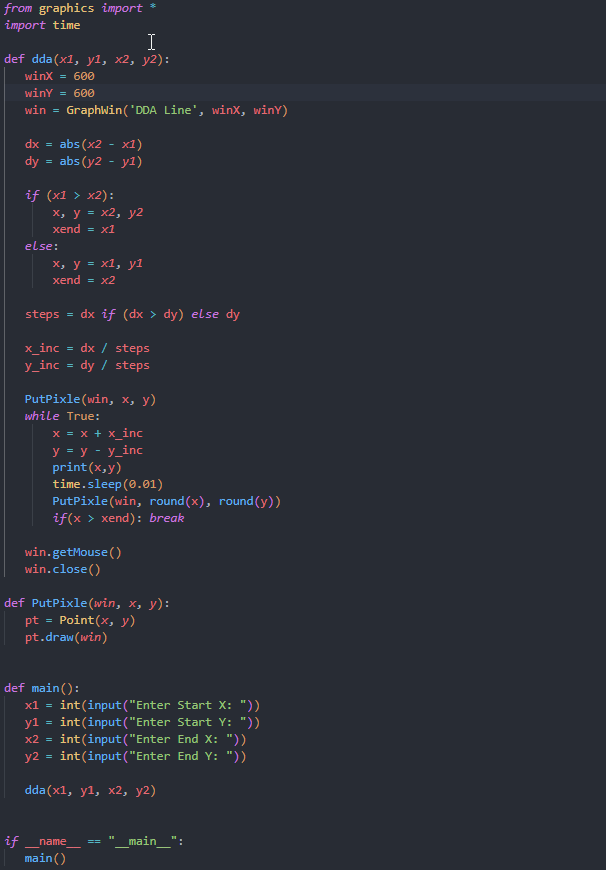 from graphics import *
import time

def dda(x1, y1, x2, y2):
    winX = 600
    winY = 600
    win = GraphWin('DDA Line', winX, winY)

    dx = abs(x2 - x1)
    dy = abs(y2 - y1)

    if (x1 > x2):
        x, y = x2, y2
        xend = x1
    else:
        x, y = x1, y1
        xend = x2

    steps = dx if (dx > dy) else dy

    x_inc = dx / steps
    y_inc = dy / steps

    PutPixle(win, x, y)
    while True:
        x = x + x_inc
        y = y - y_inc
        print(x,y)
        time.sleep(0.01)
        PutPixle(win, round(x), round(y))
        if(x > xend): break

    win.getMouse()
    win.close()

def PutPixle(win, x, y):
    pt = Point(x, y)
    pt.draw(win)


def main():
    x1 = int(input("Enter Start X: "))
    y1 = int(input("Enter Start Y: "))
    x2 = int(input("Enter End X: "))
    y2 = int(input("Enter End Y: "))

    dda(x1, y1, x2, y2)


if __name__ == "__main__":
    main()